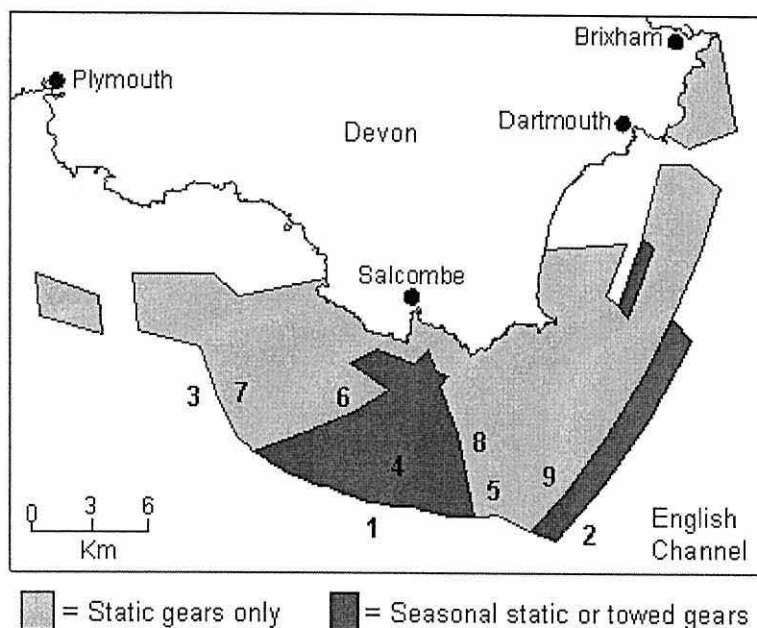 Brixham
Plymouth
Dartmouth
Devon
Salcombe
3 7 6
8
4
9
5
1 2
0 3 6
Km
English
Channel
= Static gears only
= Seasonal static or towed gears